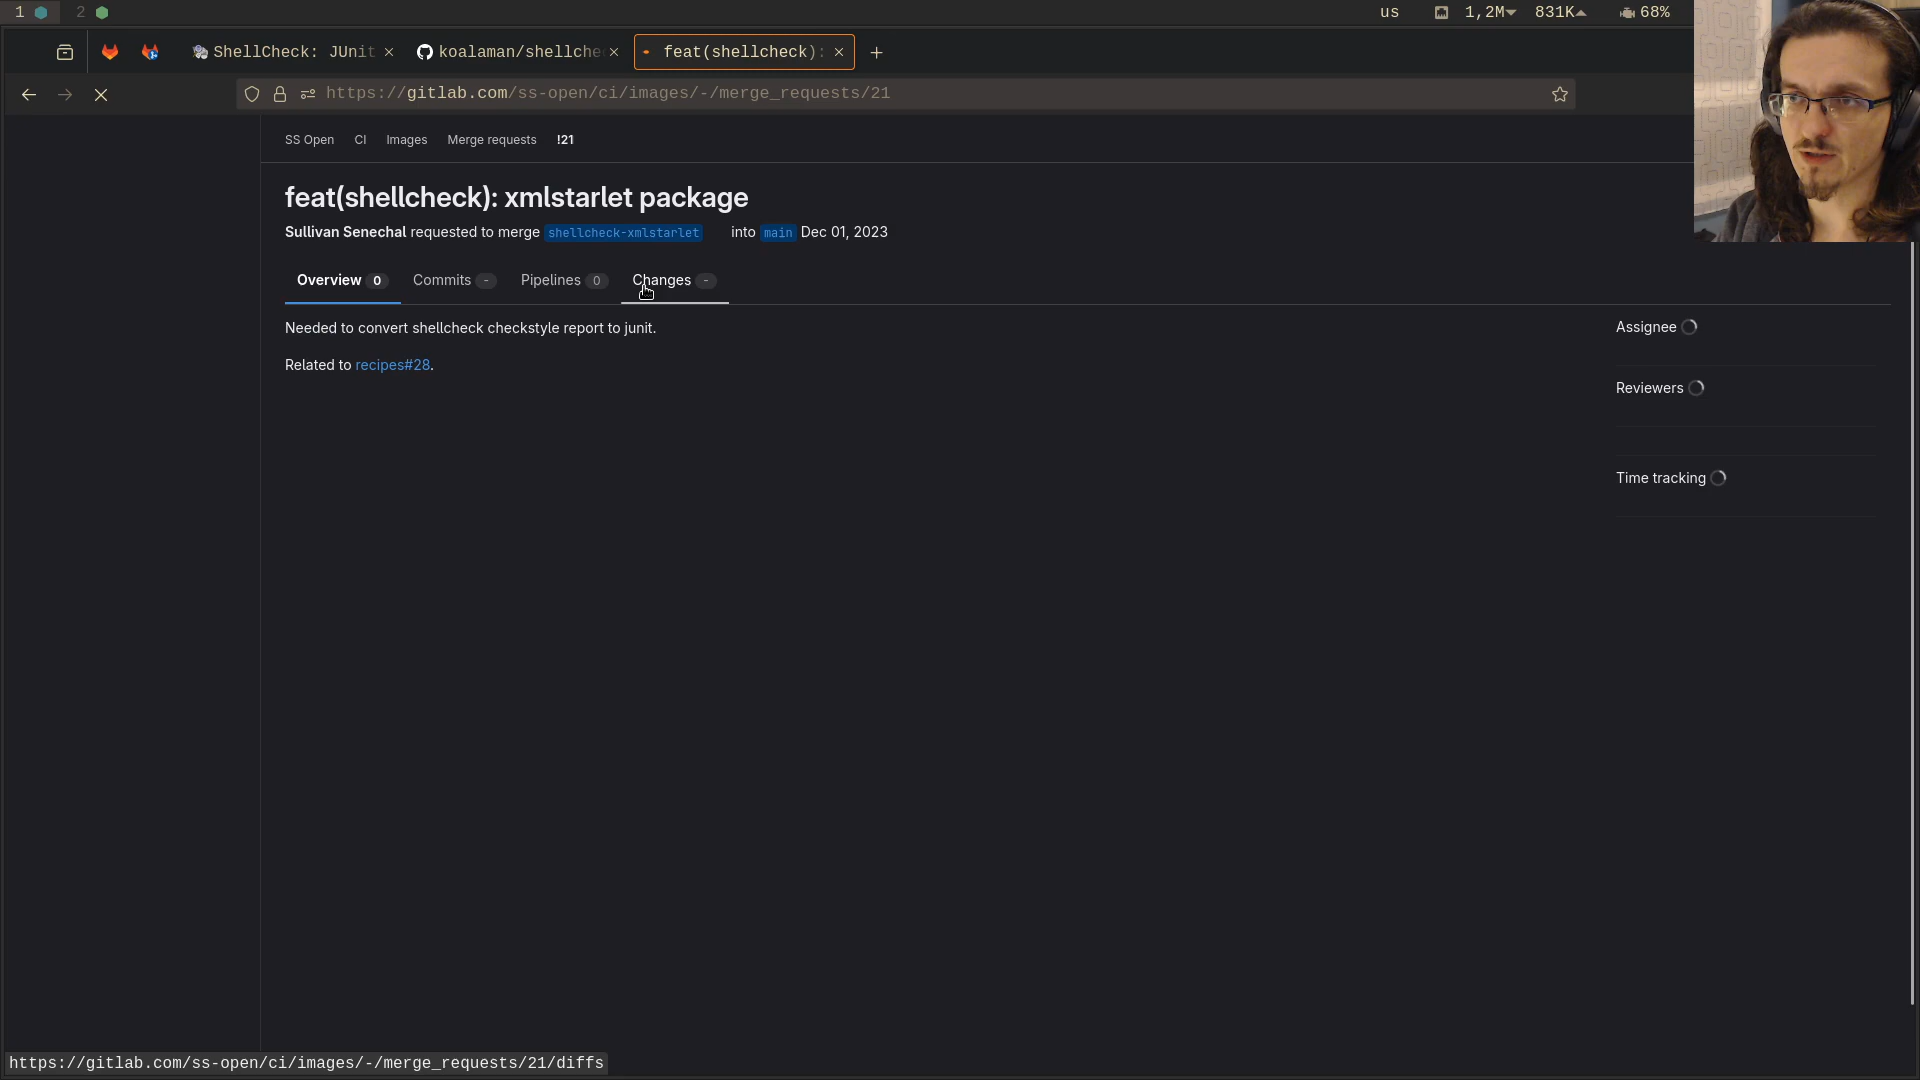 1 2 us 1,2M 831K 68%
ShellCheck: JUnit koalaman/shellche feat(shellcheck):
https://gitlab.com/ss-open/ci/images/-/merge_requests/21
SS Open CI Images Merge requests !21
feat(shellcheck): xmlstarlet package
Sullivan Senechal requested to merge shellcheck-xmlstarlet into main Dec 01, 2023
Overview 0 Commits - Pipelines 0 Changes -
Needed to convert shellcheck checkstyle report to junit.
Related to recipes#28.
Assignee
Reviewers
Time tracking
https://gitlab.com/ss-open/ci/images/-/merge_requests/21/diffs